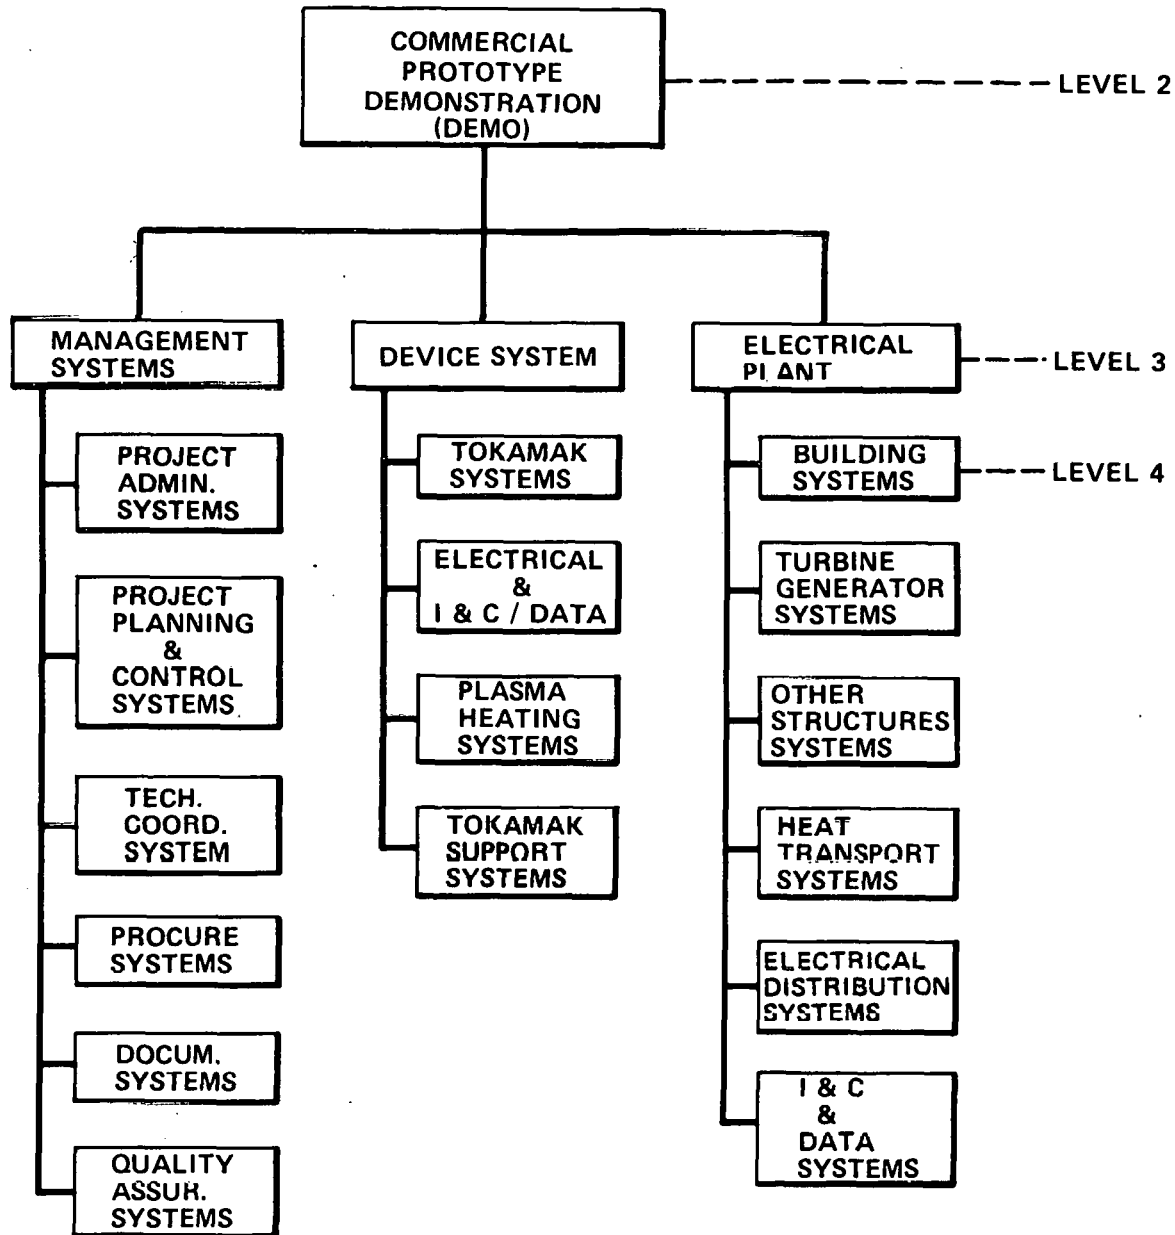 COMMERCIAL
PROTOTYPE
DEMONSTRATION
(DEMO)
LEVEL 2
MANAGEMENT
SYSTEMS
DEVICE SYSTEM
ELECTRICAL
PLANT
LEVEL 3
PROJECT
ADMIN.
SYSTEMS
PROJECT
PLANNING
&
CONTROL
SYSTEMS
TECH.
COORD.
SYSTEM
PROCURE
SYSTEMS
DOCUM.
SYSTEMS
QUALITY
ASSUR.
SYSTEMS
TOKAMAK
SYSTEMS
ELECTRICAL
&
I & C / DATA
PLASMA
HEATING
SYSTEMS
TOKAMAK
SUPPORT
SYSTEMS
BUILDING
SYSTEMS
LEVEL 4
TURBINE
GENERATOR
SYSTEMS
OTHER
STRUCTURES
SYSTEMS
HEAT
TRANSPORT
SYSTEMS
ELECTRICAL
DISTRIBUTION
SYSTEMS
I & C
&
DATA
SYSTEMS